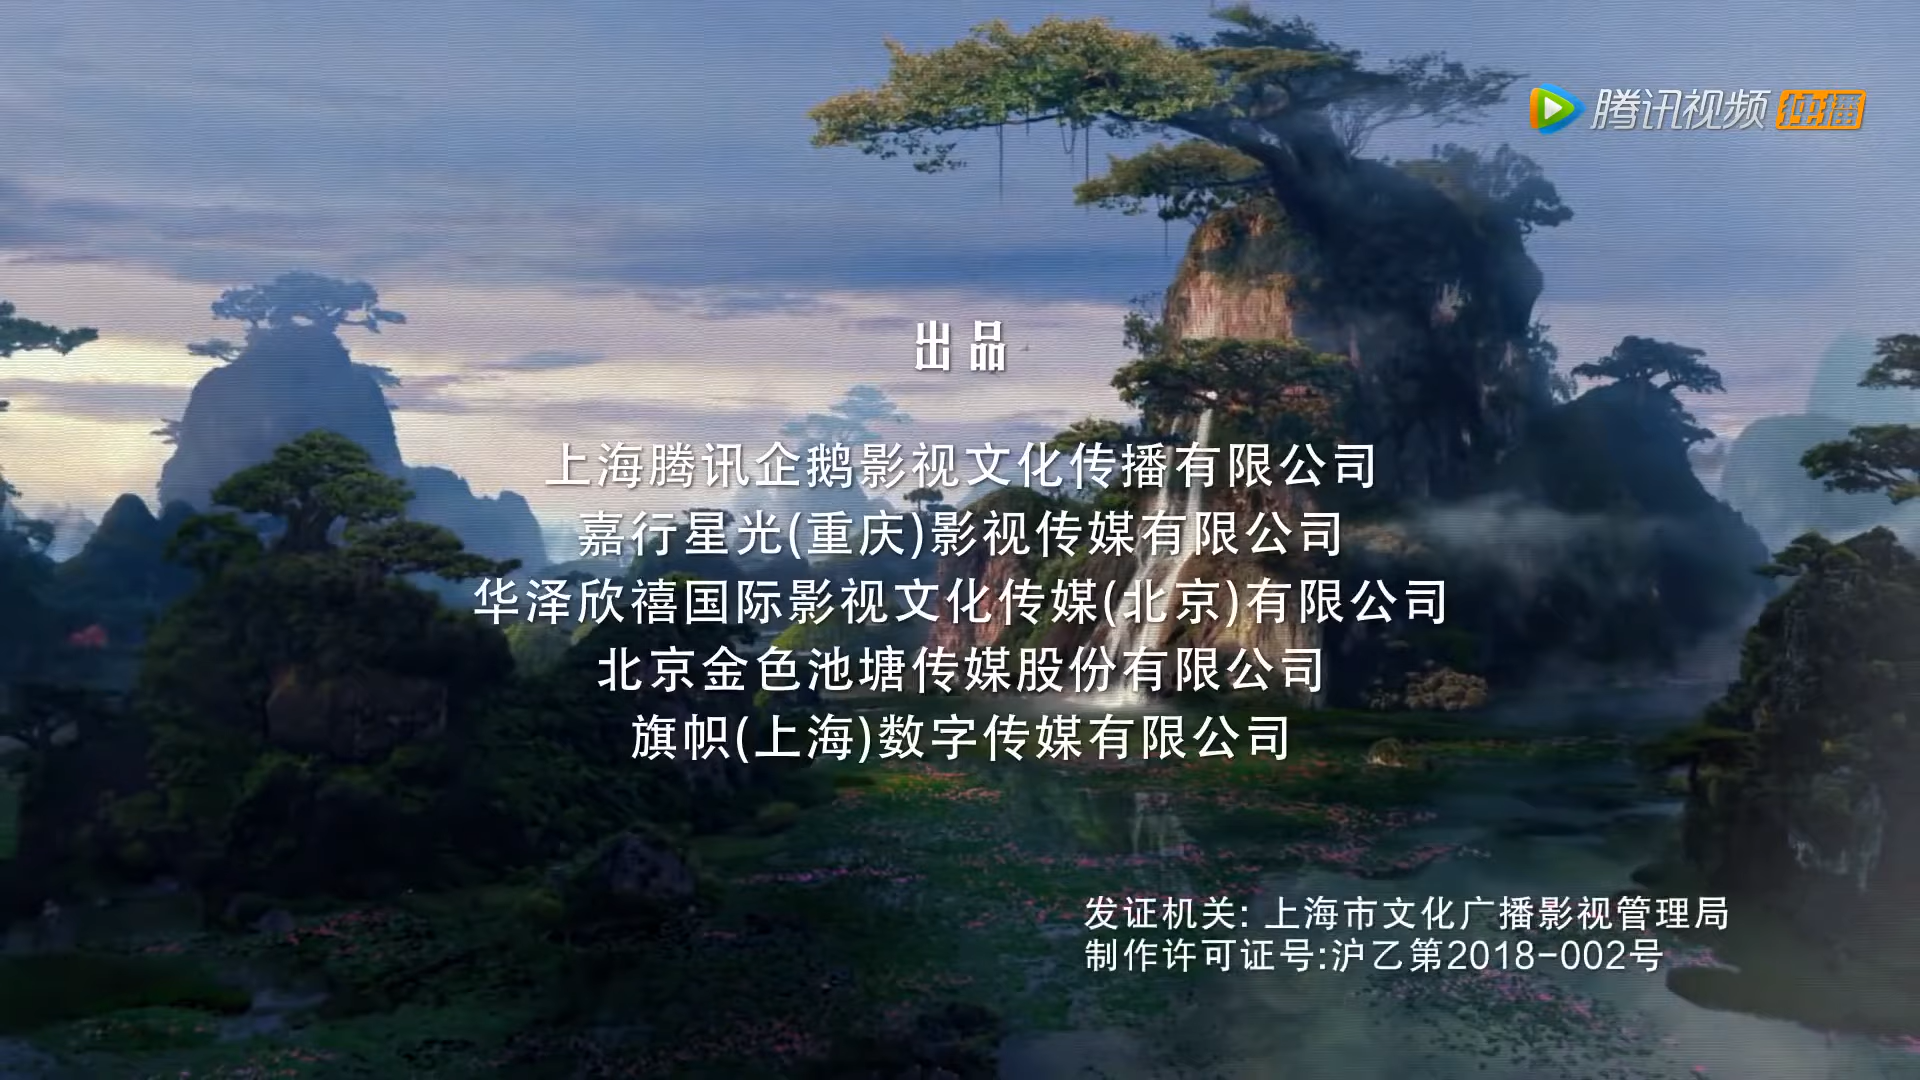 腾讯视频 独播
出品
上海腾讯企鹅影视文化传播有限公司
嘉行星光(重庆)影视传媒有限公司
华泽欣禧国际影视文化传媒(北京)有限公司
北京金色池塘传媒股份有限公司
旗帜(上海)数字传媒有限公司
发证机关: 上海市文化广播影视管理局
制作许可证号:沪乙第2018-002号